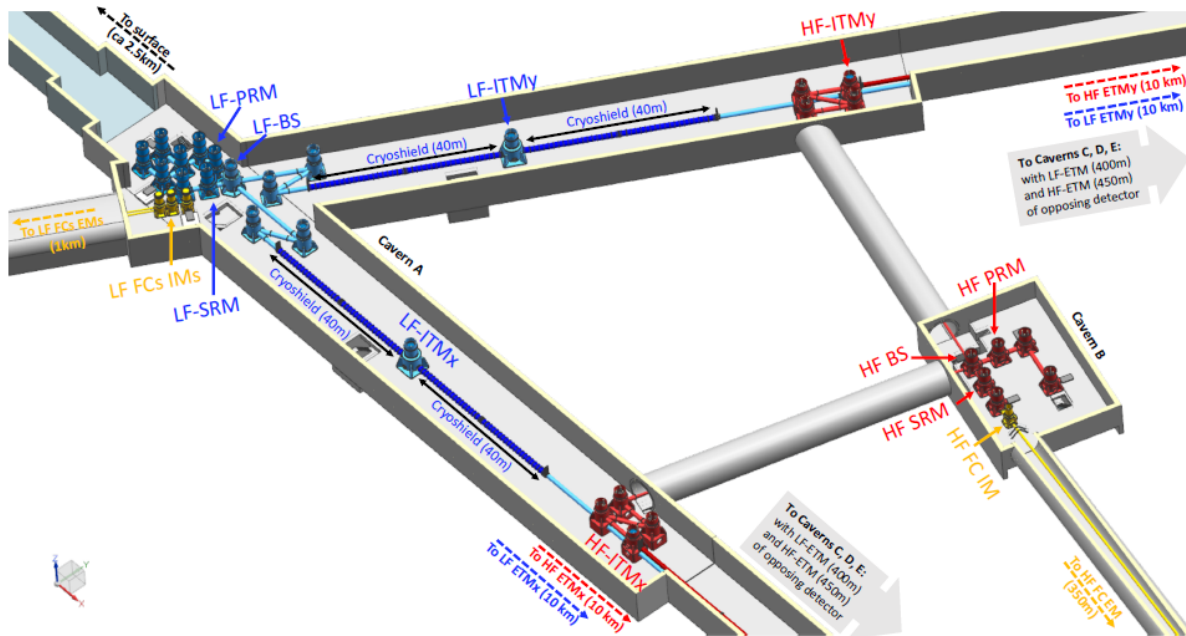 To surface
(ca 2.5km)
LF-PRM
LF-BS
LF-ITMy
HF-ITMy
Cryoshield (40m)
Cryoshield (40m)
To HF ETMy (10 km)
To LF ETMy (10 km)
To Caverns C, D, E:
with LF-ETM (400m)
and HF-ETM (450m)
of opposing detector
To LF FCs EMs
(1km)
LF FCs IMs
LF-SRM
Cavern A
Cryoshield
(40m)
LF-ITMx
Cryoshield
(40m)
HF PRM
Cavern B
HF BS
HF SRM
HF FC IM
HF-ITMx
To HF ETMx (10 km)
To LF ETMx (10 km)
To Caverns C, D, E:
with LF-ETM (400m)
and HF-ETM (450m)
of opposing detector
To HF FC EM
(350m)
Z
Y
X